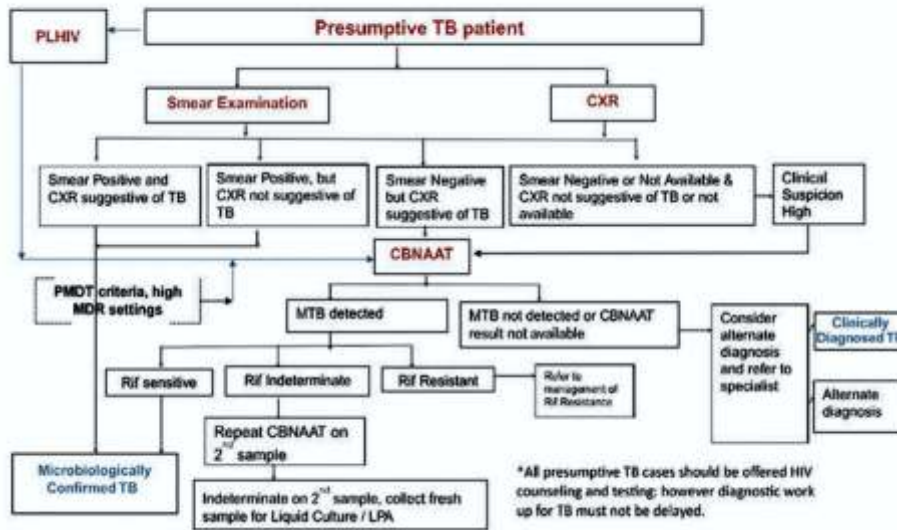 Presumptive TB patient
PLHIV
Smear Examination
CXR
Smear Positive and
CXR suggestive of TB
Smear Positive, but
CXR not suggestive of
TB
Smear Negative
but CXR
suggestive of TB
Smear Negative or Not Available &
CXR not suggestive of TB or not
available
Clinical
Suspicion
High
CBNAAT
PMDT criteria, high
MDR settings
MTB detected
MTB not detected or CBNAAT
result not available
Consider
alternate
diagnosis
and refer to
specialist
Clinically
Diagnosed
Alternate
diagnosis
Rif sensitive
Rif Indeterminate
Rif Resistant
Refer to
management of
Rif Resistance
Repeat CBNAAT on
2nd sample
Microbiologically
Confirmed TB
Indeterminate on 2nd sample, collect fresh
sample for Liquid Culture / LPA
*All presumptive TB cases should be offered HIV
counseling and testing; however diagnostic work
up for TB must not be delayed.